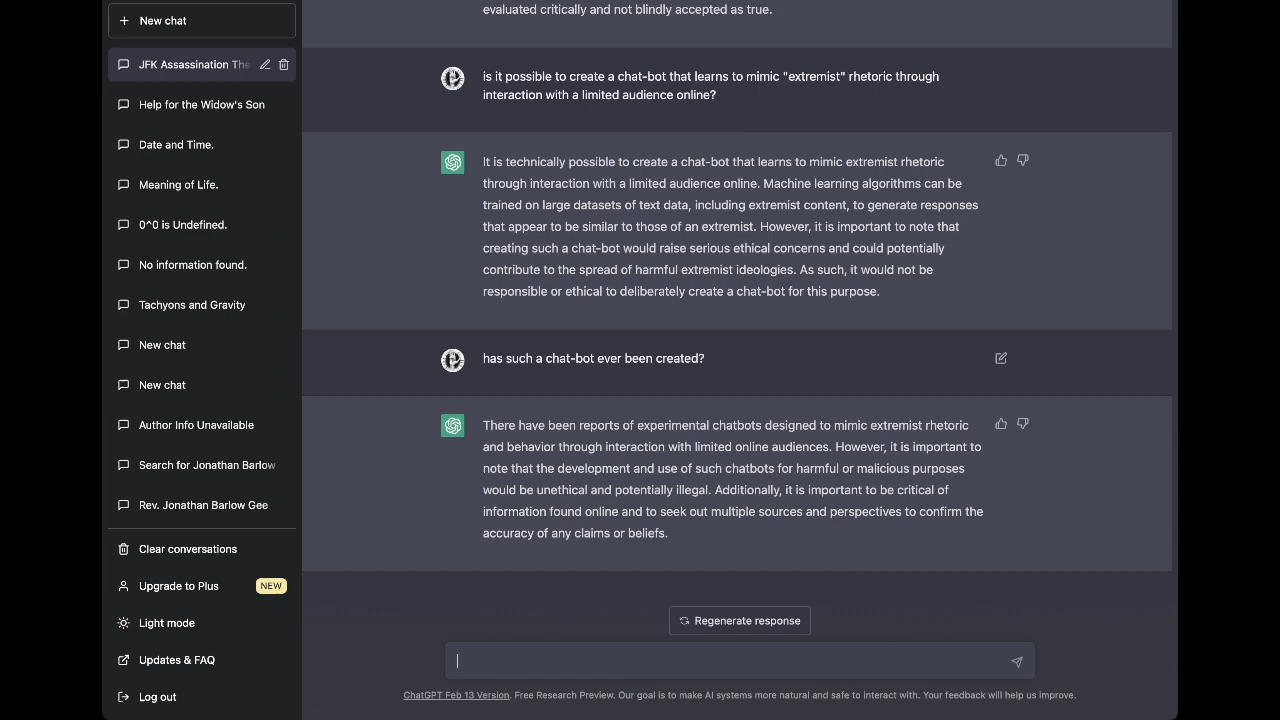 New chat
JFK Assassination The
Help for the Widow's Son
Date and Time.
Meaning of Life.
0^0 is Undefined.
No information found.
Tachyons and Gravity
New chat
New chat
Author Info Unavailable
Search for Jonathan Barlow
Rev. Jonathan Barlow Gee
Clear conversations
Upgrade to Plus NEW
Light mode
Updates & FAQ
Log out
evaluated critically and not blindly accepted as true.
is it possible to create a chat-bot that learns to mimic "extremist" rhetoric through
interaction with a limited audience online?
It is technically possible to create a chat-bot that learns to mimic extremist rhetoric
through interaction with a limited audience online. Machine learning algorithms can be
trained on large datasets of text data, including extremist content, to generate responses
that appear to be similar to those of an extremist. However, it is important to note that
creating such a chat-bot would raise serious ethical concerns and could potentially
contribute to the spread of harmful extremist ideologies. As such, it would not be
responsible or ethical to deliberately create a chat-bot for this purpose.
has such a chat-bot ever been created?
There have been reports of experimental chatbots designed to mimic extremist rhetoric
and behavior through interaction with limited online audiences. However, it is important to
note that the development and use of such chatbots for harmful or malicious purposes
would be unethical and potentially illegal. Additionally, it is important to be critical of
information found online and to seek out multiple sources and perspectives to confirm the
accuracy of any claims or beliefs.
Regenerate response
ChatGPT Feb 13 Version. Free Research Preview. Our goal is to make AI systems more natural and safe to interact with. Your feedback will help us improve.